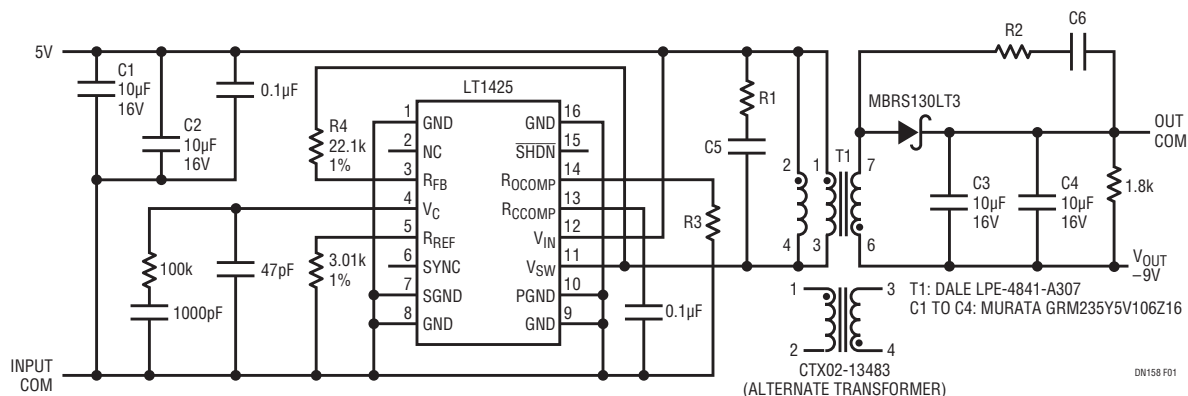 C6
R2
5V
C1
10µF
16V
0.1µF
C2
10µF
16V
R4
22.1k
1%
LT1425
1
GND
2
NC
3
RFB
4
VC
5
RREF
6
SYNC
7
SGND
8
GND
16
GND
15
SHDN
14
ROCOMP
13
RCCOMP
12
VIN
11
VSW
10
PGND
9
GND
R1
C5
R3
MBRS130LT3
2
1
T1
7
4
3
6
OUT
COM
C3
10µF
16V
C4
10µF
16V
1.8k
VOUT
–9V
100k
47pF
3.01k
1%
1000pF
0.1µF
INPUT
COM
1
3
2
4
CTX02-13483
(ALTERNATE TRANSFORMER)
T1: DALE LPE-4841-A307
C1 TO C4: MURATA GRM235Y5V106Z16
DN158 F01